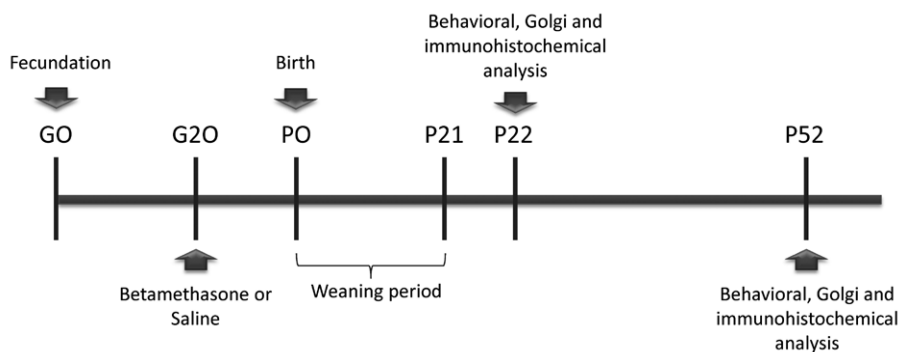 Behavioral, Golgi and
immunohistochemical
analysis
Fecundation
Birth
GO
G2O
PO
P21
P22
P52
Betamethasone or
Saline
Weaning period
Behavioral, Golgi and
immunohistochemical
analysis